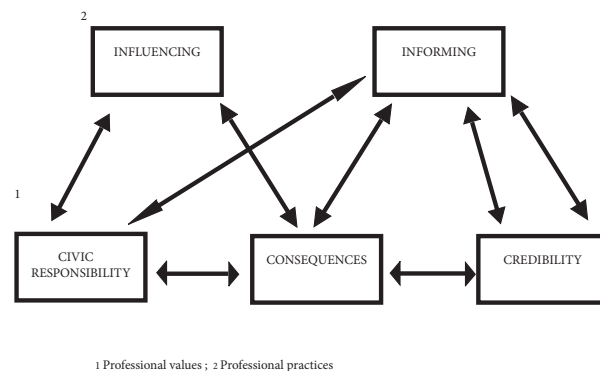 2
INFLUENCING
INFORMING
1
CIVIC
RESPONSIBILITY
CONSEQUENCES
CREDIBILITY
1 Professional values ; 2 Professional practices